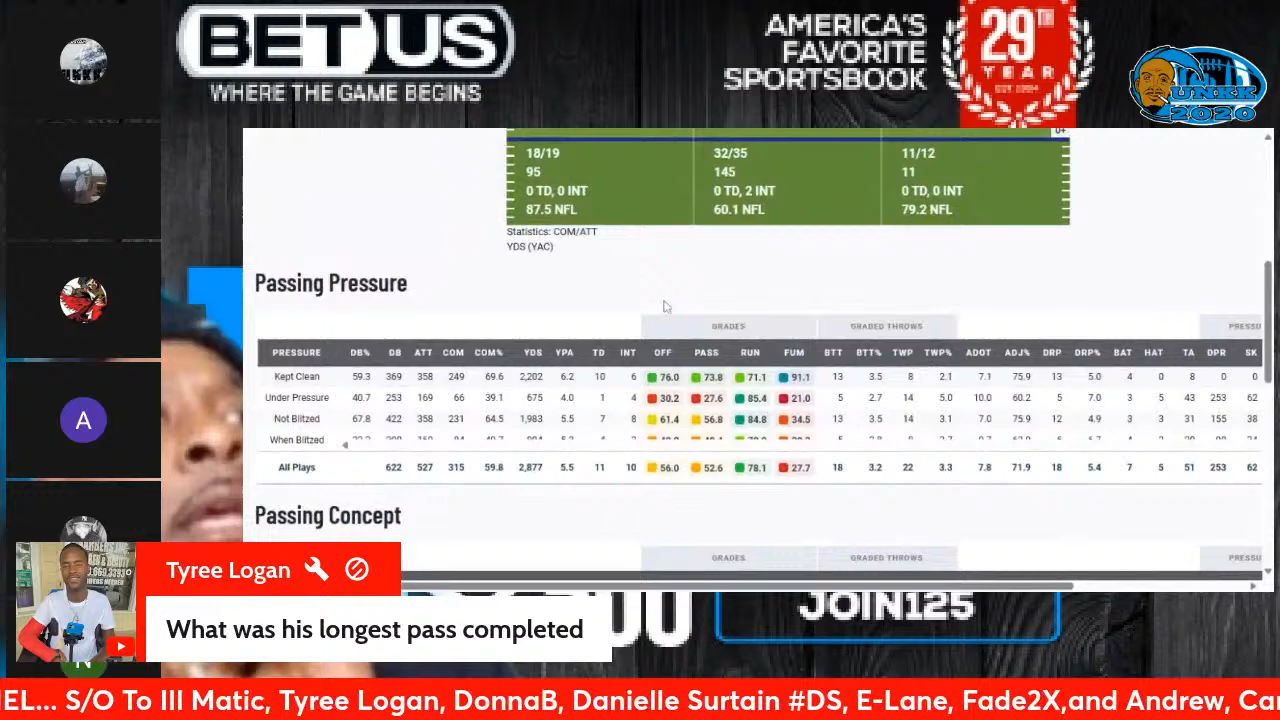 BET US
WHERE THE GAME BEGINS
AMERICA'S
FAVORITE
SPORTSBOOK
29TH
YEAR
UNKK
2020
0+
18/19 32/35 11/12
95 145 11
0 TD, 0 INT 0 TD, 2 INT 0 TD, 0 INT
87.5 NFL 60.1 NFL 79.2 NFL
Statistics: COM/ATT
YDS (YAC)
Passing Pressure
GRADES GRADED THROWS PRESSU
PRESSURE DB% DB ATT COM COM% YDS YPA TD INT OFF PASS RUN FUM BTT BTT% TWP TWP% ADOT ADJ% DRP DRP% BAT HAT TA DPR SK
Kept Clean 59.3 369 358 249 69.6 2,202 6.2 10 6 76.0 73.8 71.1 91.1 13 3.5 8 2.1 7.1 75.9 13 5.0 4 0 8 0 0
Under Pressure 40.7 253 169 66 39.1 675 4.0 1 4 30.2 27.6 85.4 21.0 5 2.7 14 5.0 10.0 60.2 5 7.0 3 5 43 253 62
Not Blitzed 67.8 422 358 231 64.5 1,983 5.5 7 8 61.4 56.8 84.8 34.5 13 3.5 14 3.1 7.0 75.9 12 4.9 3 3 31 155 38
When Blitzed
All Plays 622 527 315 59.8 2,877 5.5 11 10 56.0 52.6 78.1 27.7 18 3.2 22 3.3 7.8 71.9 18 5.4 7 5 51 253 62
Passing Concept
GRADES GRADED THROWS PRESSU
A
Tyree Logan
What was his longest pass completed
JOIN125
N
EL... S/O To Ill Matic, Tyree Logan, DonnaB, Danielle Surtain #DS, E-Lane, Fade2X,and Andrew, Ca